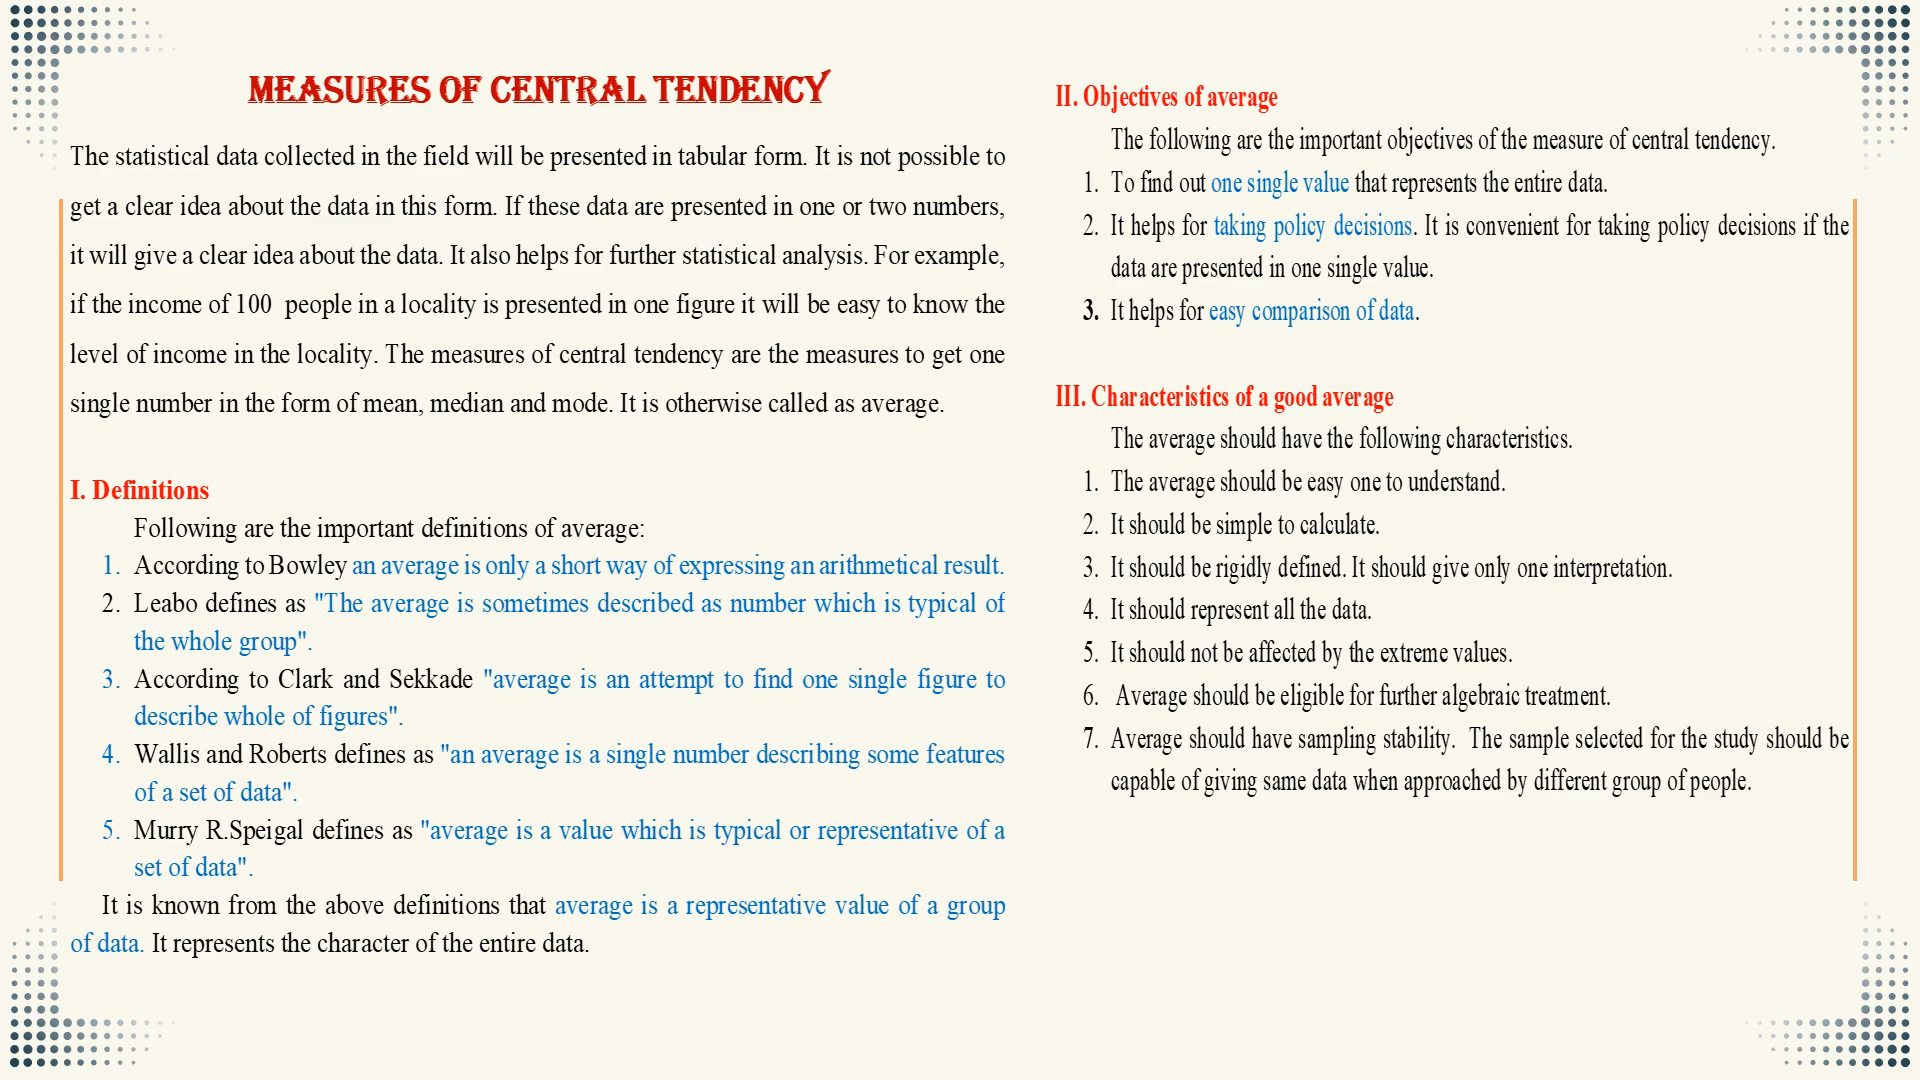 MEASURES OF CENTRAL TENDENCY
The statistical data collected in the field will be presented in tabular form. It is not possible to
get a clear idea about the data in this form. If these data are presented in one or two numbers,
it will give a clear idea about the data. It also helps for further statistical analysis. For example,
if the income of 100 people in a locality is presented in one figure it will be easy to know the
level of income in the locality. The measures of central tendency are the measures to get one
single number in the form of mean, median and mode. It is otherwise called as average.
I. Definitions
Following are the important definitions of average:
1. According to Bowley an average is only a short way of expressing an arithmetical result.
2. Leabo defines as "The average is sometimes described as number which is typical of
the whole group".
3. According to Clark and Sekkade "average is an attempt to find one single figure to
describe whole of figures".
4. Wallis and Roberts defines as "an average is a single number describing some features
of a set of data".
5. Murry R.Speigal defines as "average is a value which is typical or representative of a
set of data".
It is known from the above definitions that average is a representative value of a group
of data. It represents the character of the entire data.
II. Objectives of average
The following are the important objectives of the measure of central tendency.
1. To find out one single value that represents the entire data.
2. It helps for taking policy decisions. It is convenient for taking policy decisions if the
data are presented in one single value.
3. It helps for easy comparison of data.
III. Characteristics of a good average
The average should have the following characteristics.
1. The average should be easy one to understand.
2. It should be simple to calculate.
3. It should be rigidly defined. It should give only one interpretation.
4. It should represent all the data.
5. It should not be affected by the extreme values.
6. Average should be eligible for further algebraic treatment.
7. Average should have sampling stability. The sample selected for the study should be
capable of giving same data when approached by different group of people.